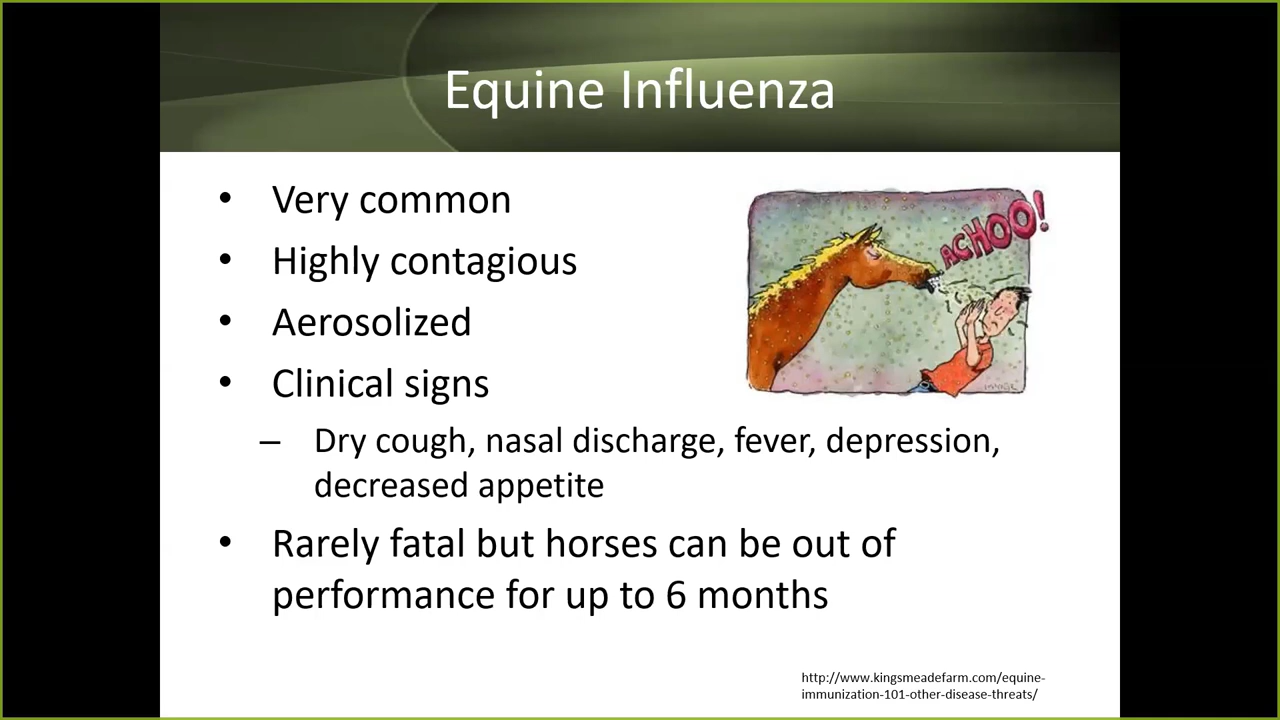 Equine Influenza
• Very common
• Highly contagious
• Aerosolized
• Clinical signs
– Dry cough, nasal discharge, fever, depression,
decreased appetite
• Rarely fatal but horses can be out of
performance for up to 6 months
ACHOO!
http://www.kingsmeadefarm.com/equine-
immunization-101-other-disease-threats/